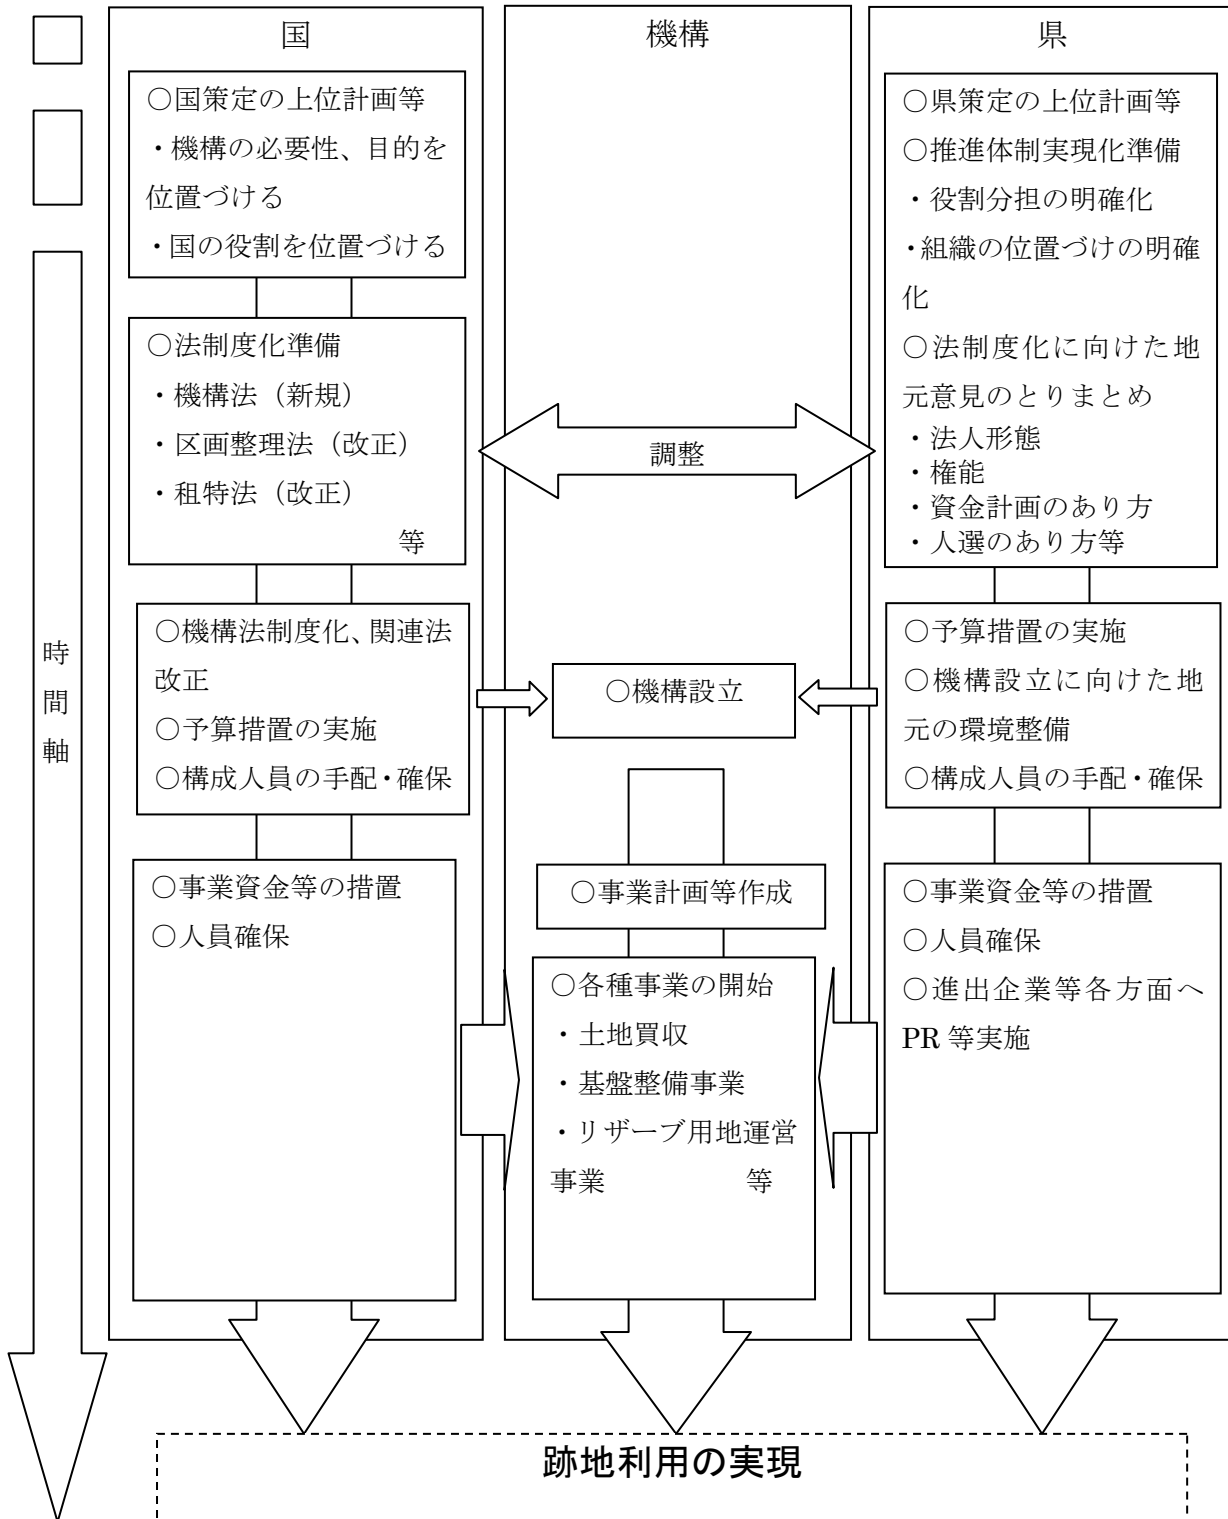 国
○国策定の上位計画等
・機構の必要性、目的を
位置づける
・国の役割を位置づける
○法制度化準備
・機構法（新規）
・区画整理法（改正）
・租特法（改正）
等
○機構法制度化、関連法
改正
○予算措置の実施
○構成人員の手配・確保
○事業資金等の措置
○人員確保
機構
調整
○機構設立
○事業計画等作成
○各種事業の開始
・土地買収
・基盤整備事業
・リザーブ用地運営
事業 等
県
○県策定の上位計画等
○推進体制実現化準備
・役割分担の明確化
・組織の位置づけの明確
化
○法制度化に向けた地
元意見のとりまとめ
・法人形態
・権能
・資金計画のあり方
・人選のあり方等
○予算措置の実施
○機構設立に向けた地
元の環境整備
○構成人員の手配・確保
○事業資金等の措置
○人員確保
○進出企業等各方面へ
PR 等実施
時
間
軸
跡地利用の実現